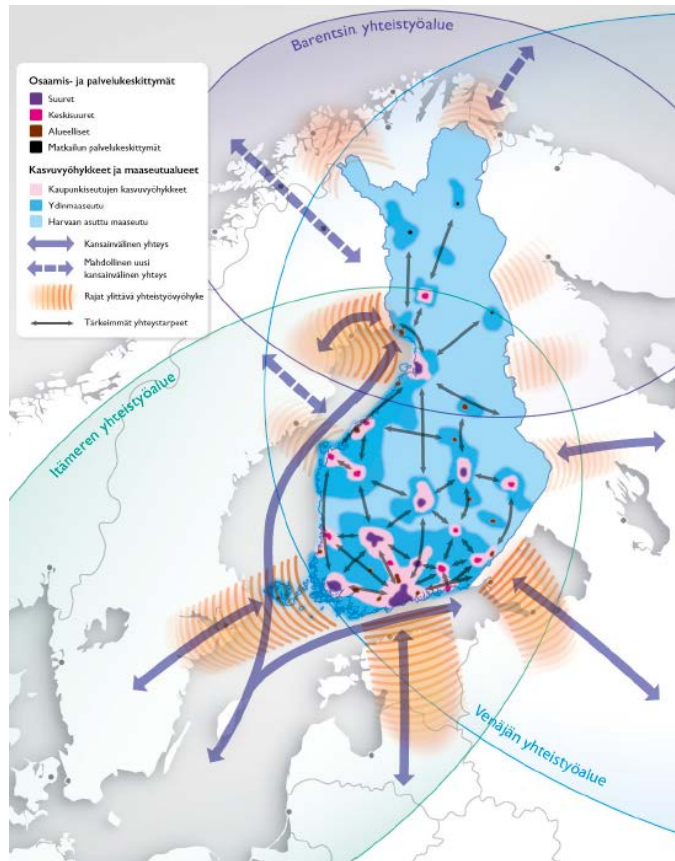 Barentsin yhteistyöalue
Osaamis- ja palvelukeskittymät
Suuret
Keskisuuret
Alueelliset
Matkailun palvelukeskittymät
Kasvuvyöhykkeet ja maaseutualueet
Kaupunkiseutujen kasvuvyöhykkeet
Ydinmaaseutu
Harvaan asuttu maaseutu
Kansainvälinen yhteys
Mahdollinen uusi
kansainvälinen yhteys
Rajat ylittävä yhteistyövyöhyke
Tärkeimmät yhteystarpeet
Itämeren yhteistyöalue
Venäjän yhteistyöalue